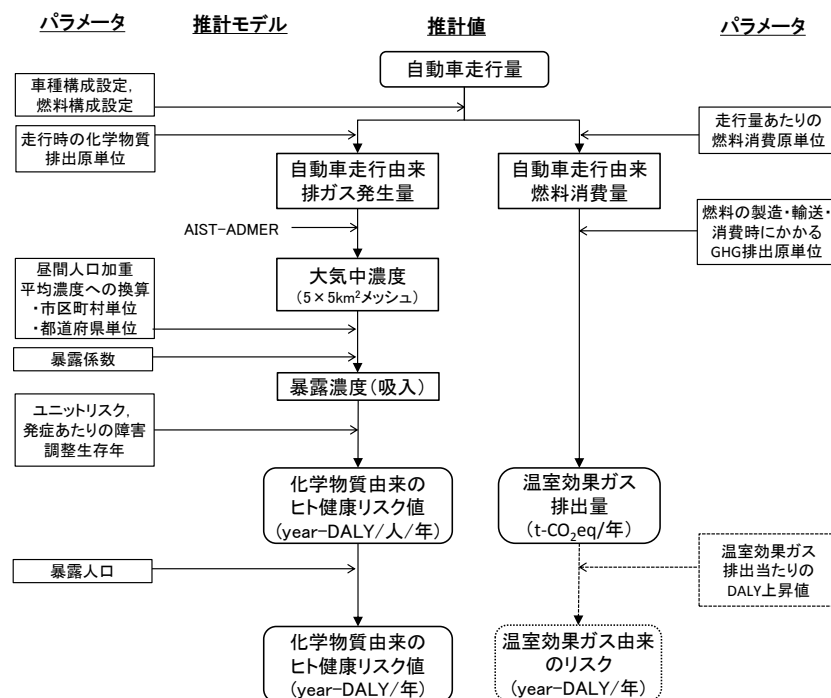 パラメータ
推計モデル
推計値
パラメータ
自動車走行量
車種構成設定,
燃料構成設定
走行時の化学物質
排出原単位
走行量あたりの
燃料消費原単位
自動車走行由来
排ガス発生量
自動車走行由来
燃料消費量
AIST-ADMER
燃料の製造・輸送・
消費時にかかる
GHG排出原単位
昼間人口加重
平均濃度への換算
・市区町村単位
・都道府県単位
大気中濃度
(5×5km²メッシュ)
暴露係数
暴露濃度(吸入)
ユニットリスク,
発症あたりの障害
調整生存年
化学物質由来の
ヒト健康リスク値
(year-DALY/人/年)
温室効果ガス
排出量
(t-CO₂eq/年)
暴露人口
温室効果ガス
排出当たりの
DALY上昇値
化学物質由来の
ヒト健康リスク値
(year-DALY/年)
温室効果ガス由来
のリスク
(year-DALY/年)